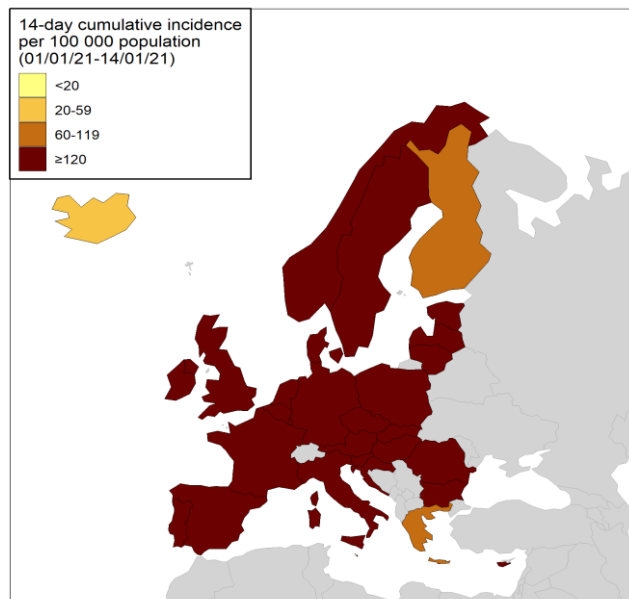 14-day cumulative incidence
per 100 000 population
(01/01/21-14/01/21)
<20
20-59
60-119
≥120